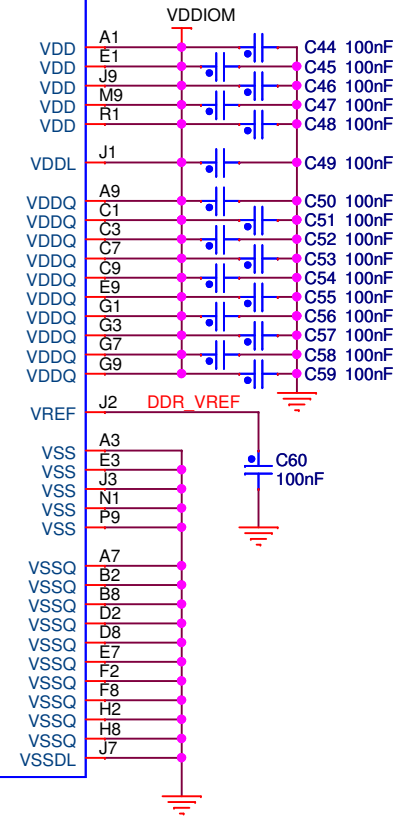 VDDIOM
VDD A1 C44 100nF
VDD E1 C45 100nF
VDD J9 C46 100nF
VDD M9 C47 100nF
VDD R1 C48 100nF
VDDL J1 C49 100nF
VDDQ A9 C50 100nF
VDDQ C1 C51 100nF
VDDQ C3 C52 100nF
VDDQ C7 C53 100nF
VDDQ C9 C54 100nF
VDDQ E9 C55 100nF
VDDQ G1 C56 100nF
VDDQ G3 C57 100nF
VDDQ G7 C58 100nF
VDDQ G9 C59 100nF
VREF J2 DDR_VREF
C60
100nF
VSS A3
VSS E3
VSS J3
VSS N1
VSS P9
VSSQ A7
VSSQ B2
VSSQ B8
VSSQ D2
VSSQ D8
VSSQ E7
VSSQ F2
VSSQ F8
VSSQ H2
VSSQ H8
VSSDL J7